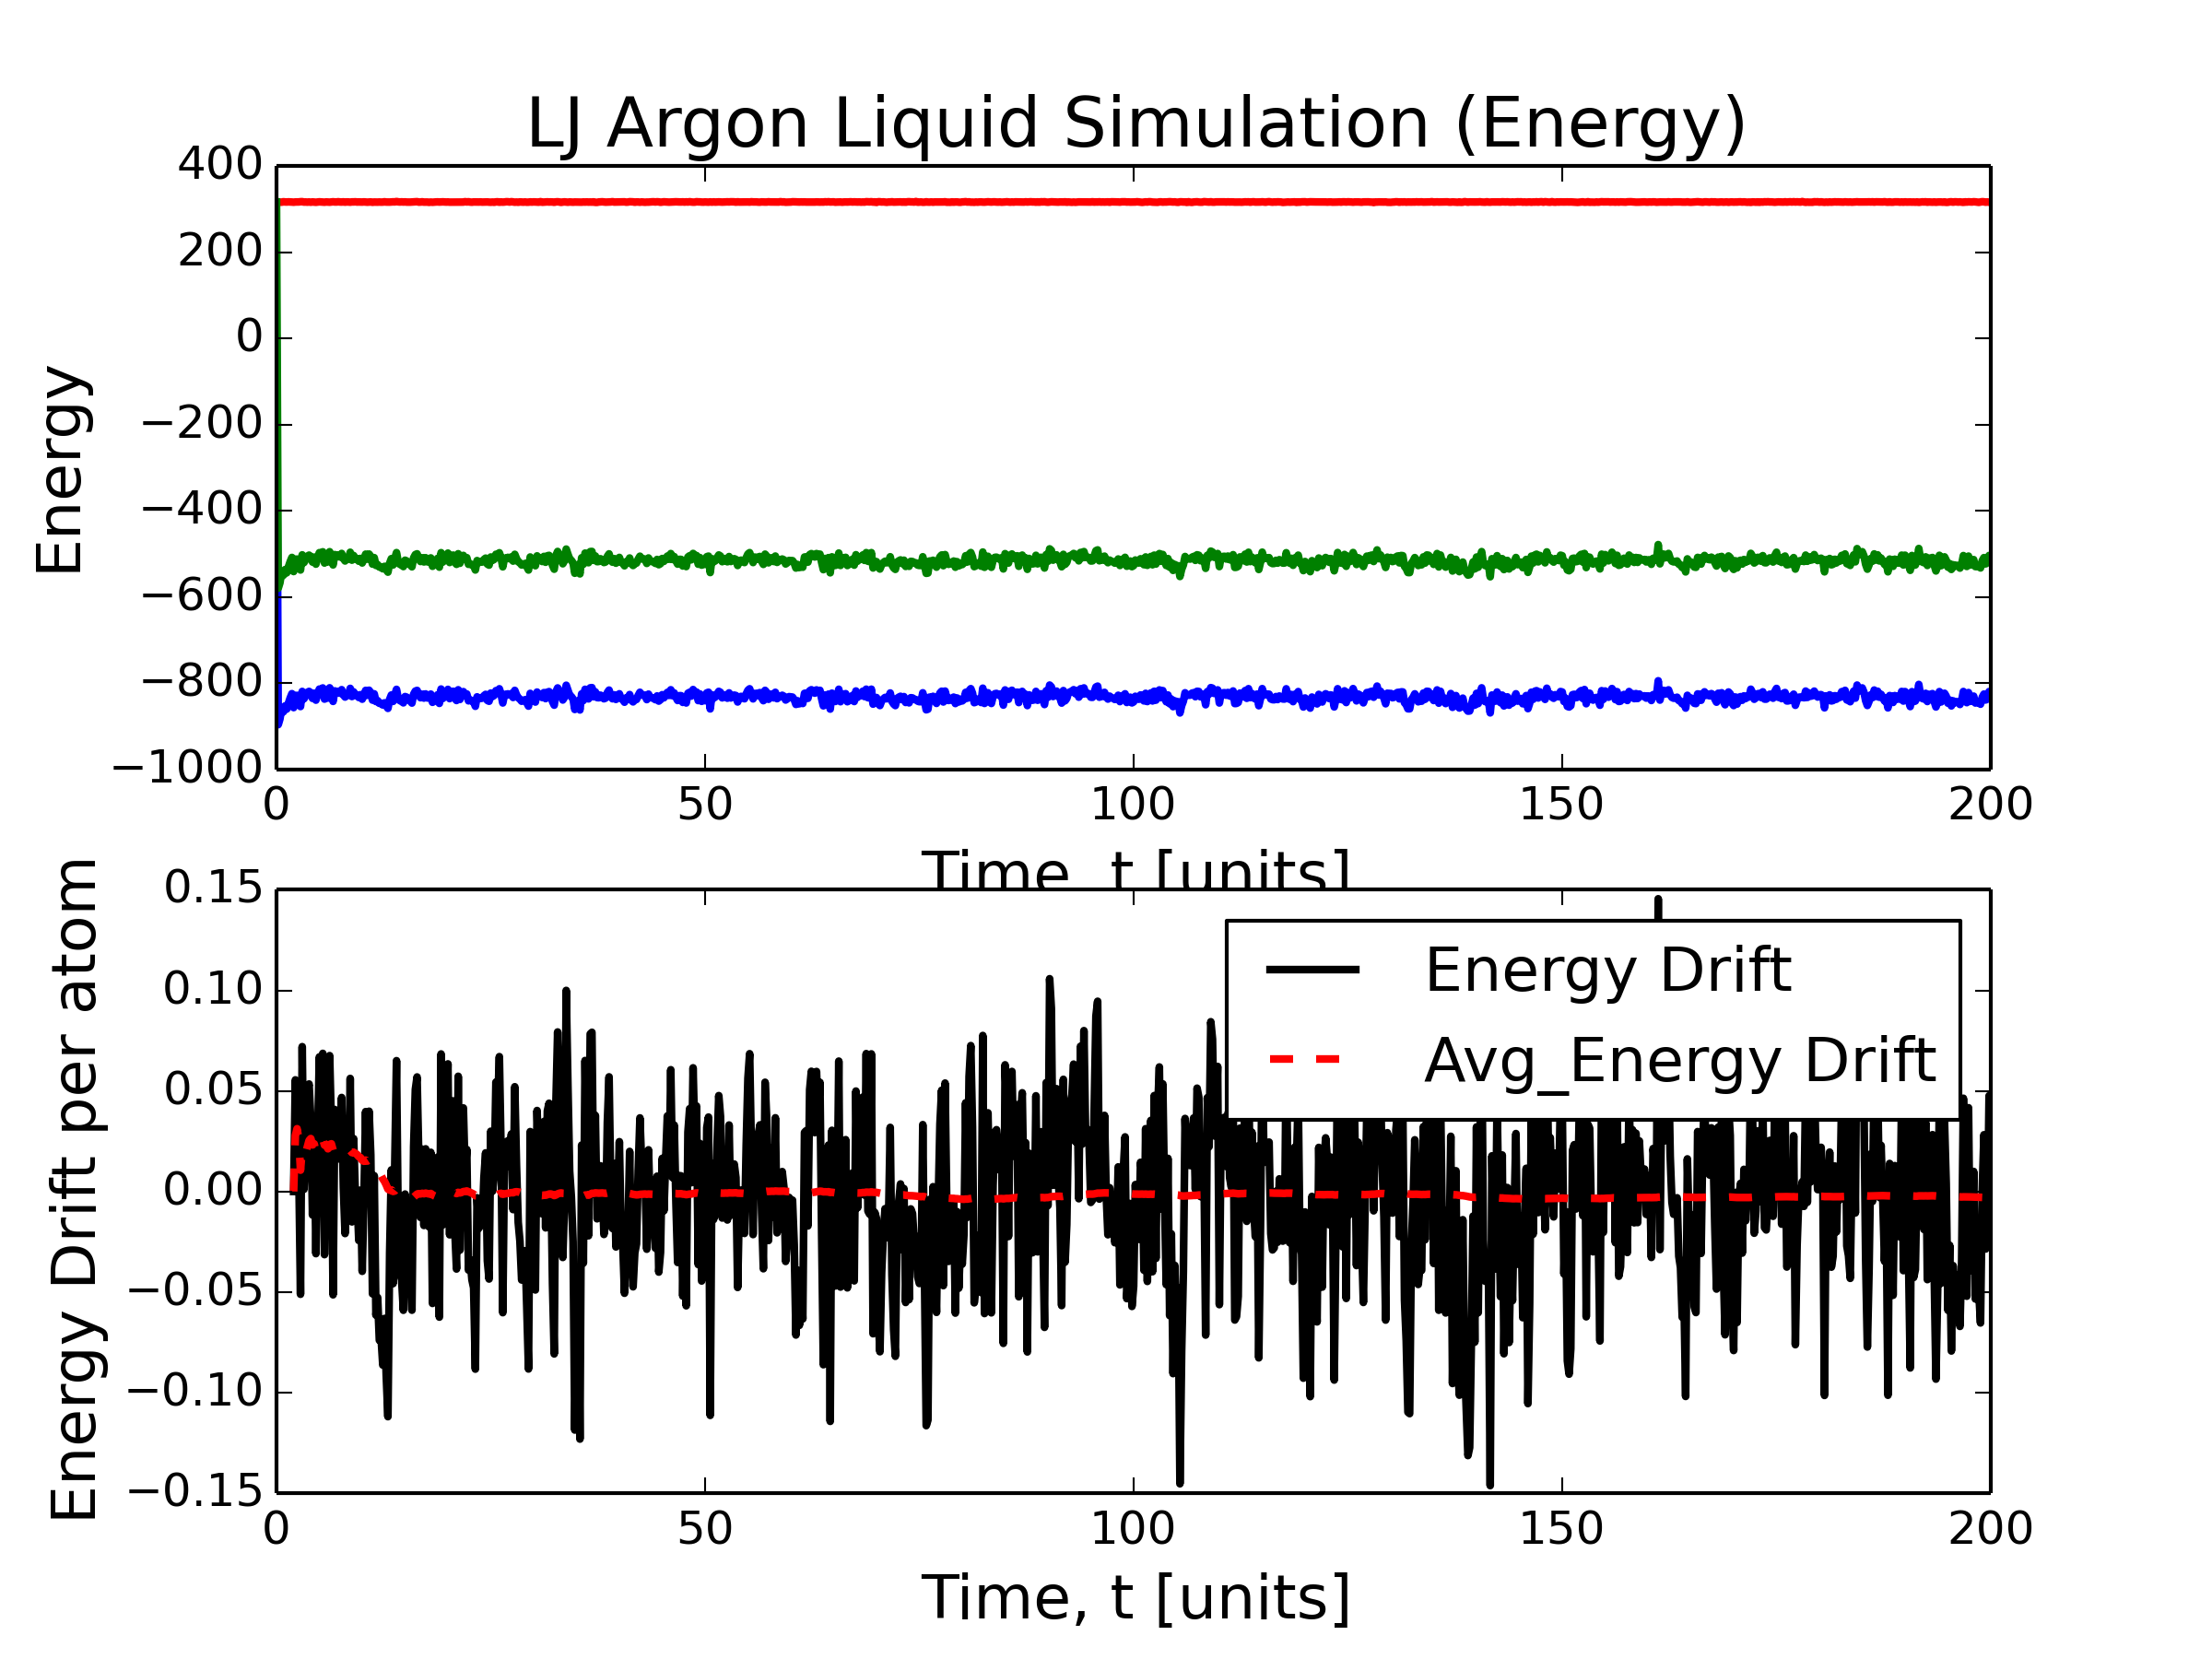 LJ Argon Liquid Simulation (Energy)
400
200
0
−200
−400
−600
−800
−1000
Energy
0 50 100 150 200
Time, t [units]
0.15
0.10
0.05
0.00
−0.05
−0.10
−0.15
Energy Drift per atom
Energy Drift
Avg_Energy Drift
0 50 100 150 200
Time, t [units]